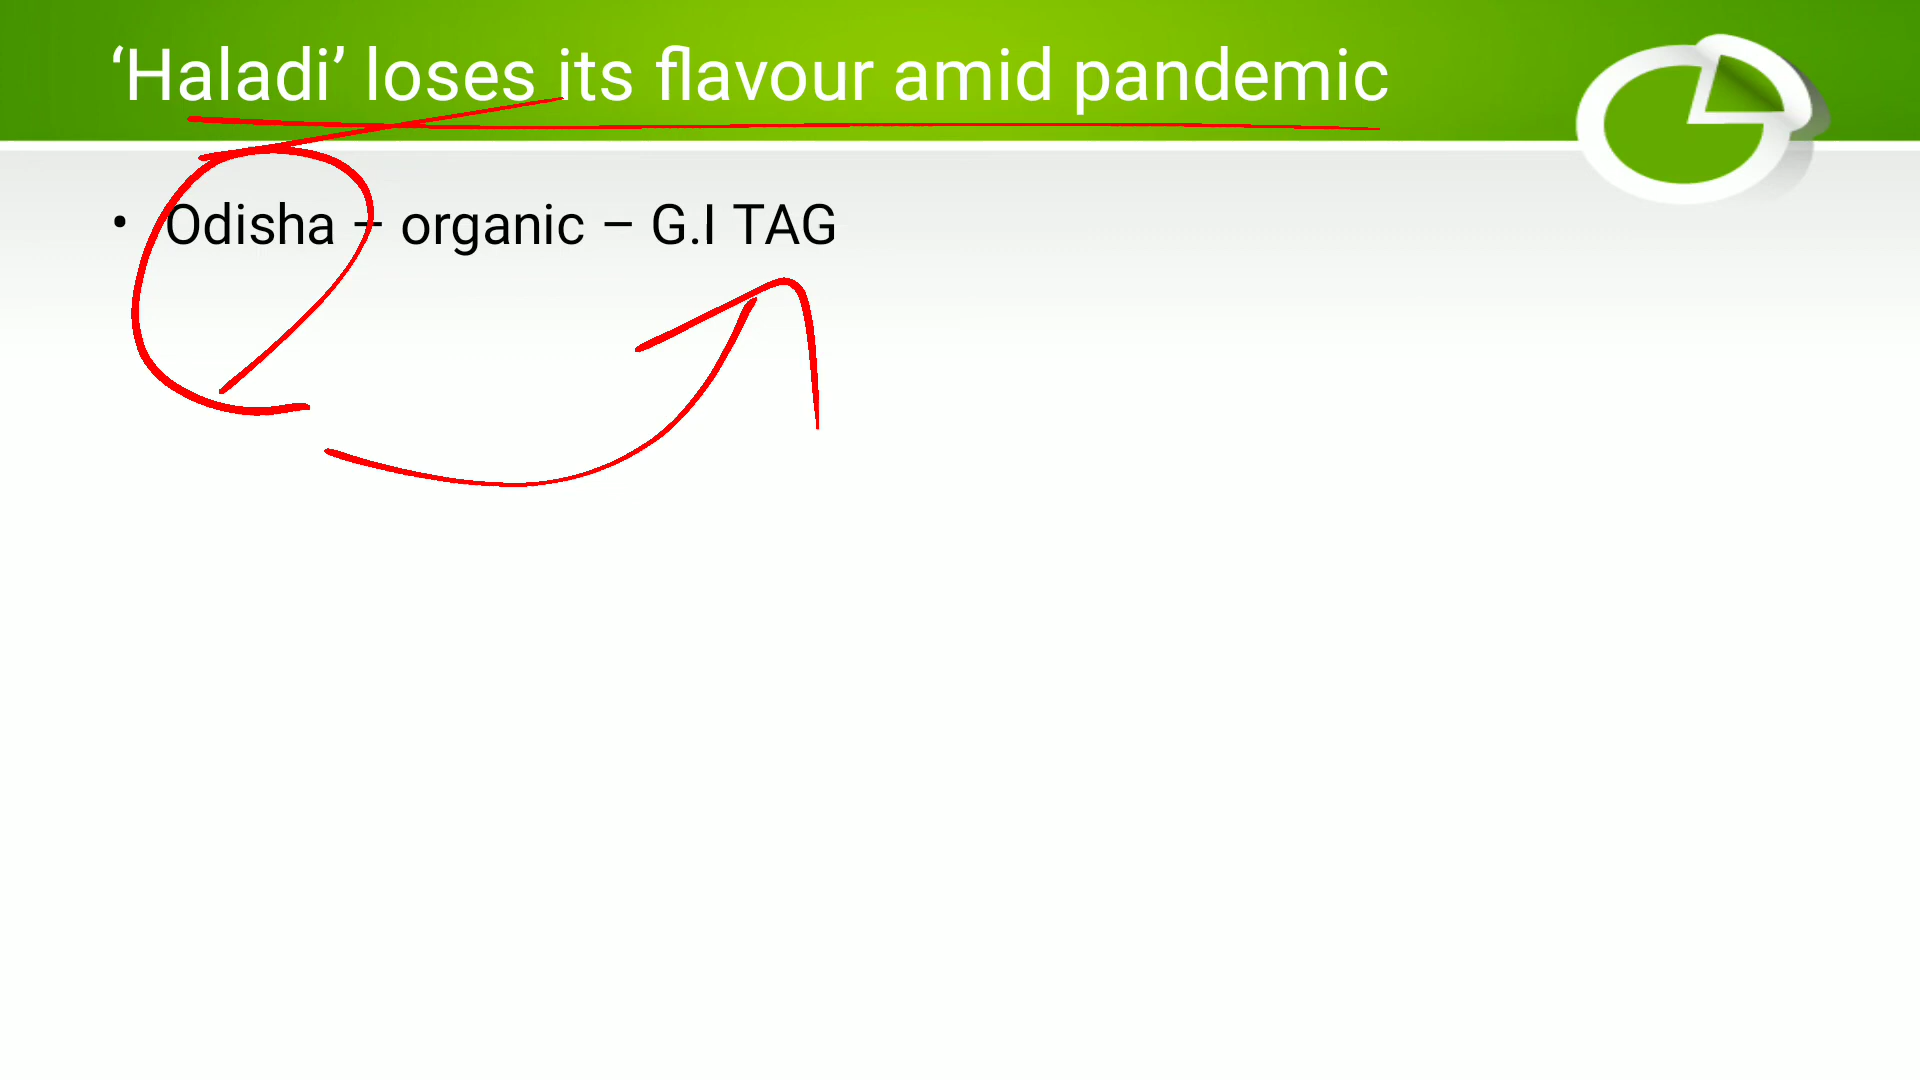 ‘Haladi’ loses its flavour amid pandemic
• Odisha – organic – G.I TAG